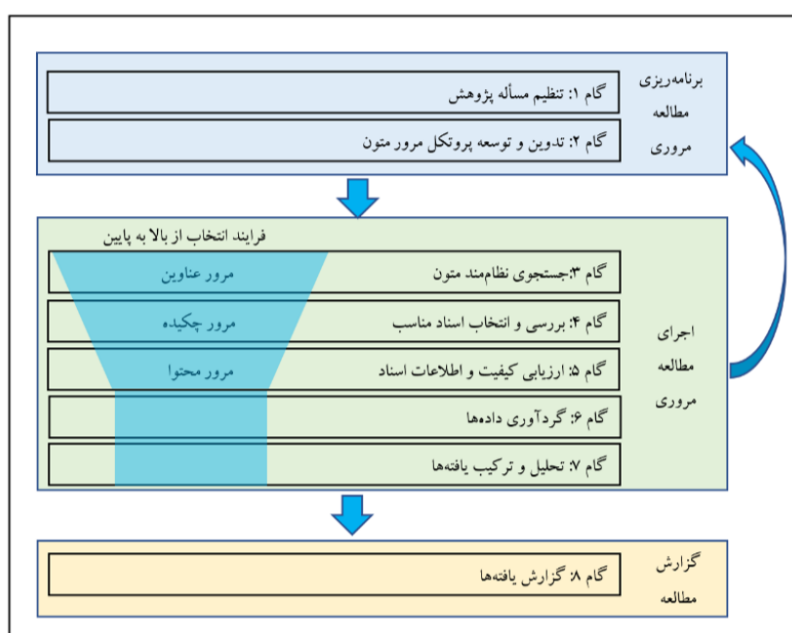 برنامه‌ریزی
مطالعه
مروری
گام ۱: تنظیم مسأله پژوهش
گام ۲: تدوین و توسعه پروتکل مرور متون
فرایند انتخاب از بالا به پایین
اجرای
مطالعه
مروری
گام ۳:جستجوی نظام‌مند متون
مرور عناوین
گام ۴: بررسی و انتخاب اسناد مناسب
مرور چکیده
گام ۵: ارزیابی کیفیت و اطلاعات اسناد
مرور محتوا
گام ۶: گردآوری داده‌ها
گام ۷: تحلیل و ترکیب یافته‌ها
گزارش
مطالعه
گام ۸: گزارش یافته‌ها